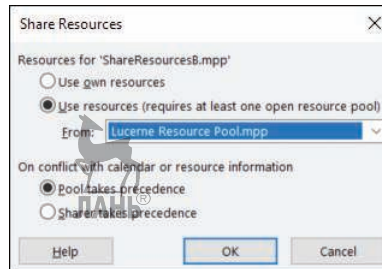 Share Resources
Resources for 'ShareResourcesB.mpp'
Use own resources
Use resources (requires at least one open resource pool)
From: Lucerne Resource Pool.mpp
On conflict with calendar or resource information
Pool takes precedence
ЛАНЬ®
Sharer takes precedence
Help OK Cancel